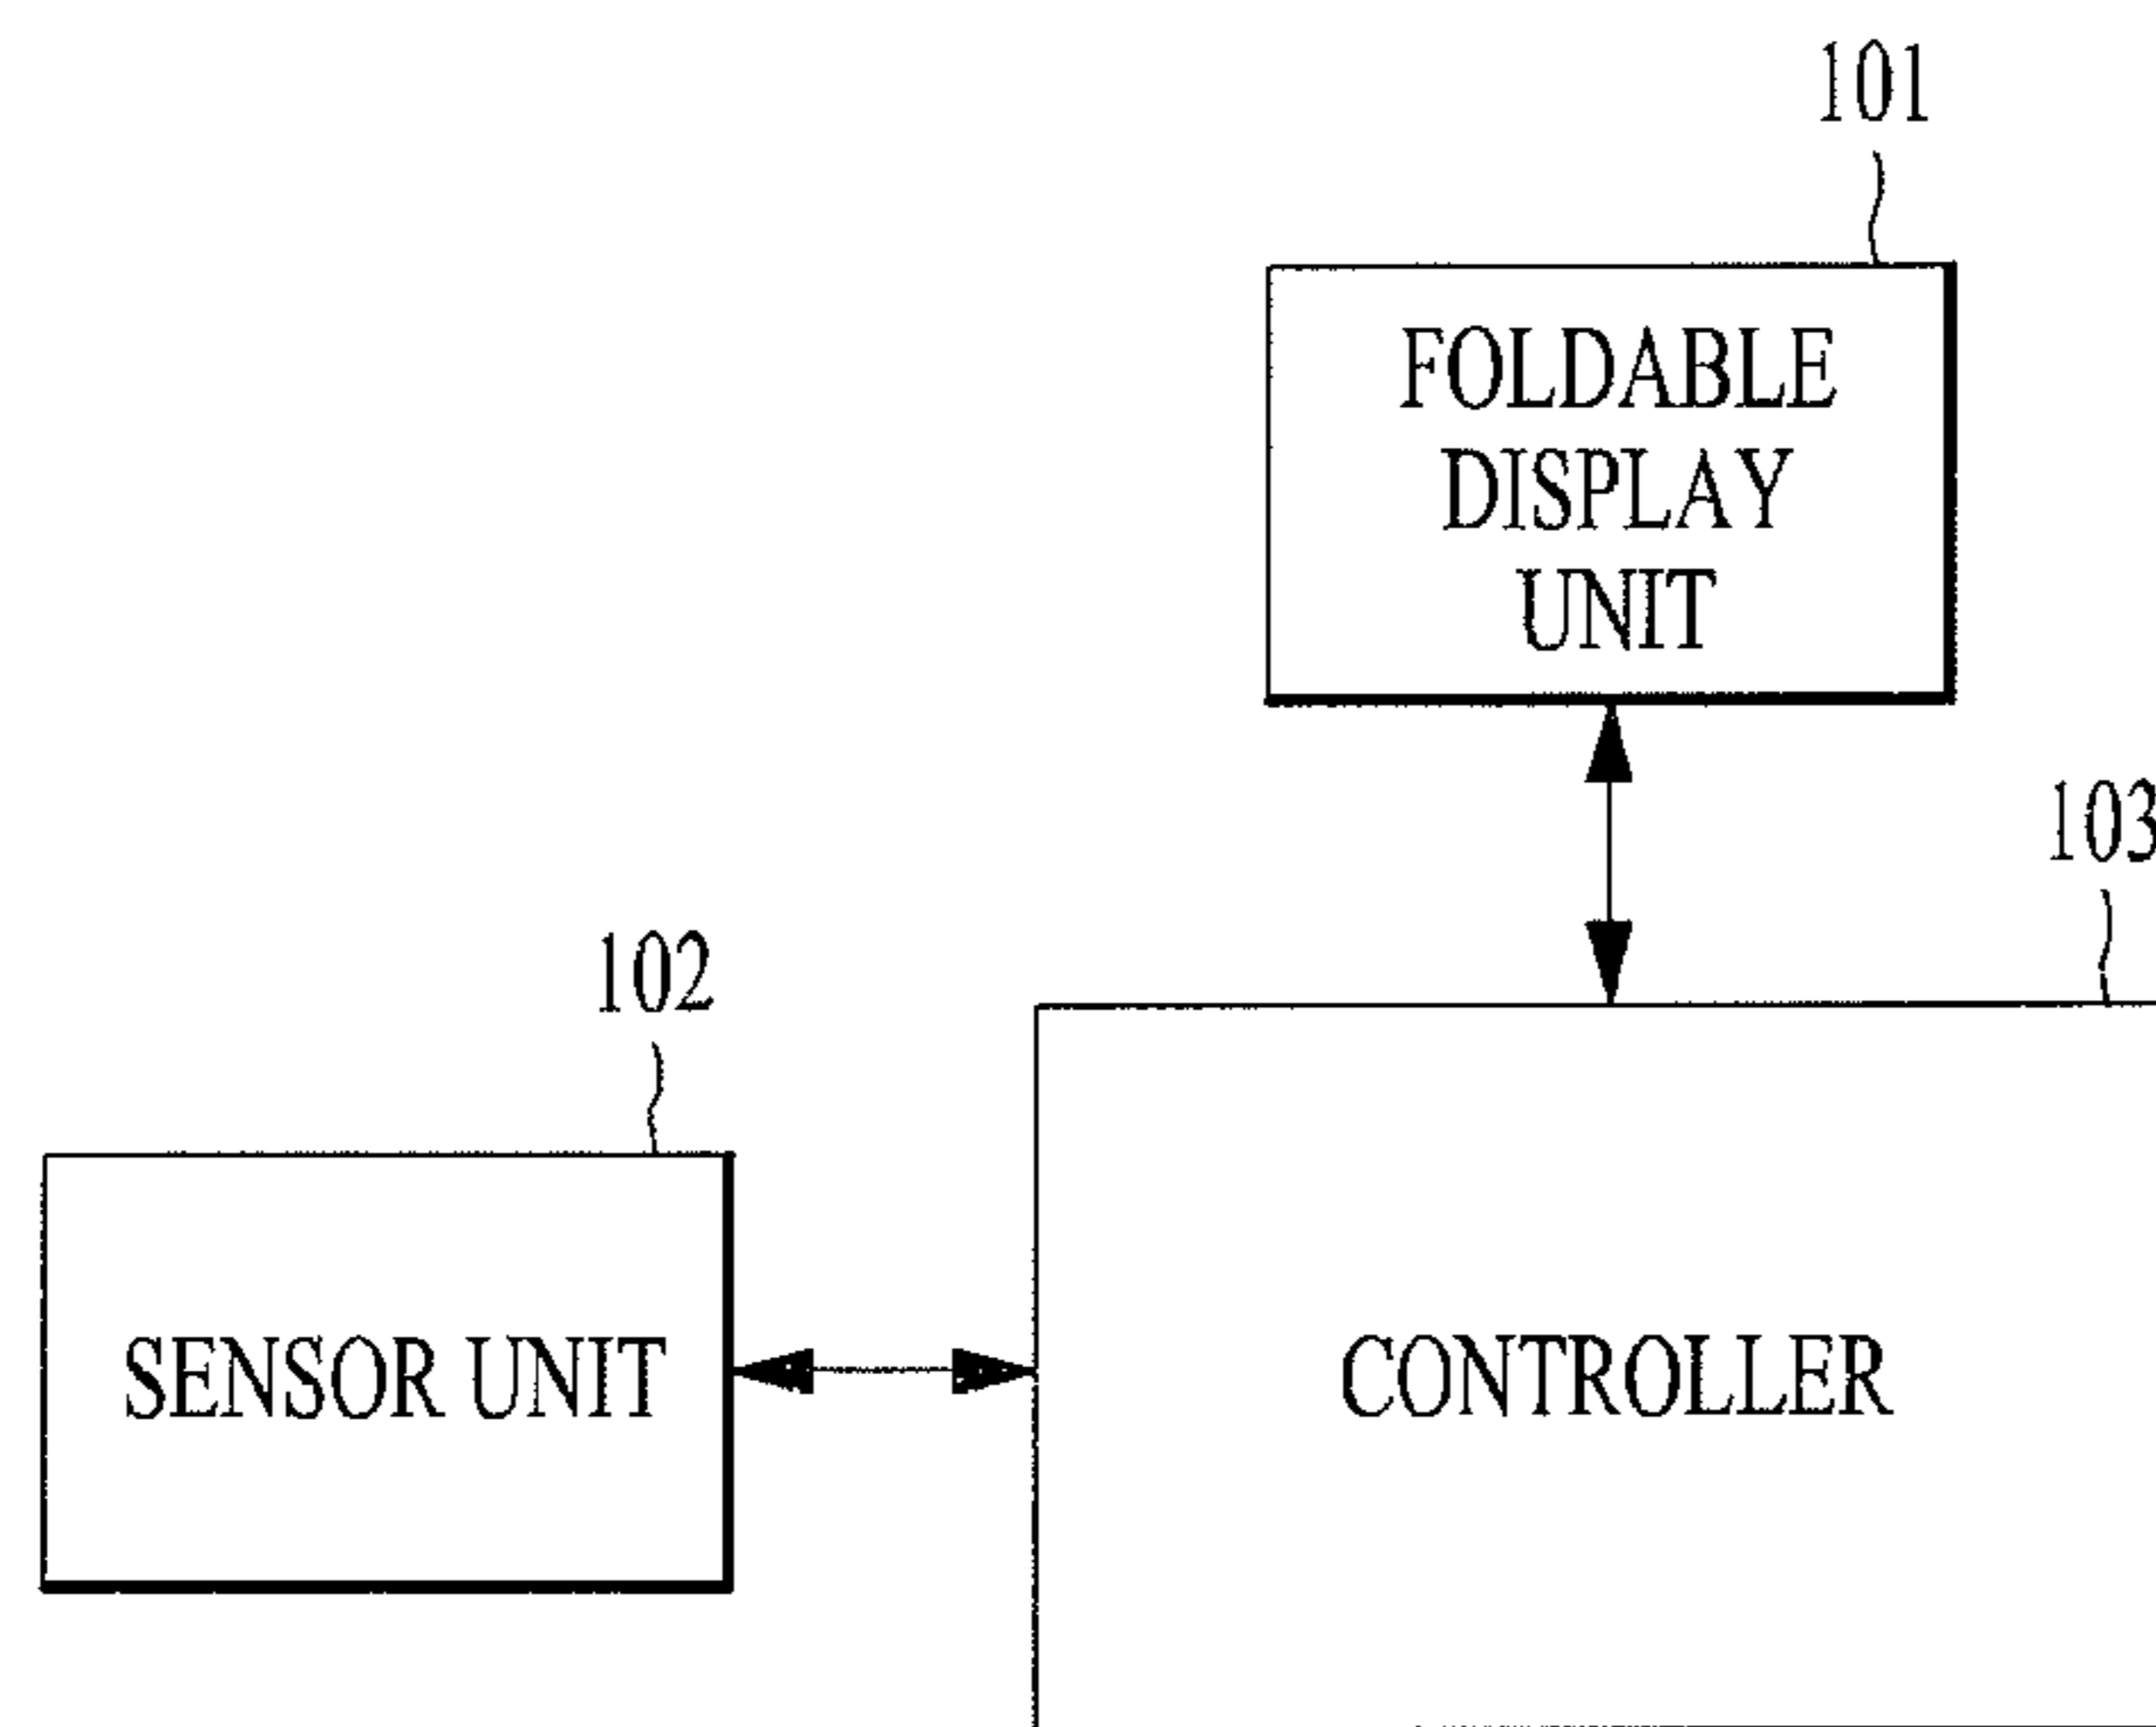 101
FOLDABLE
DISPLAY
UNIT
103
102
SENSOR UNIT
CONTROLLER